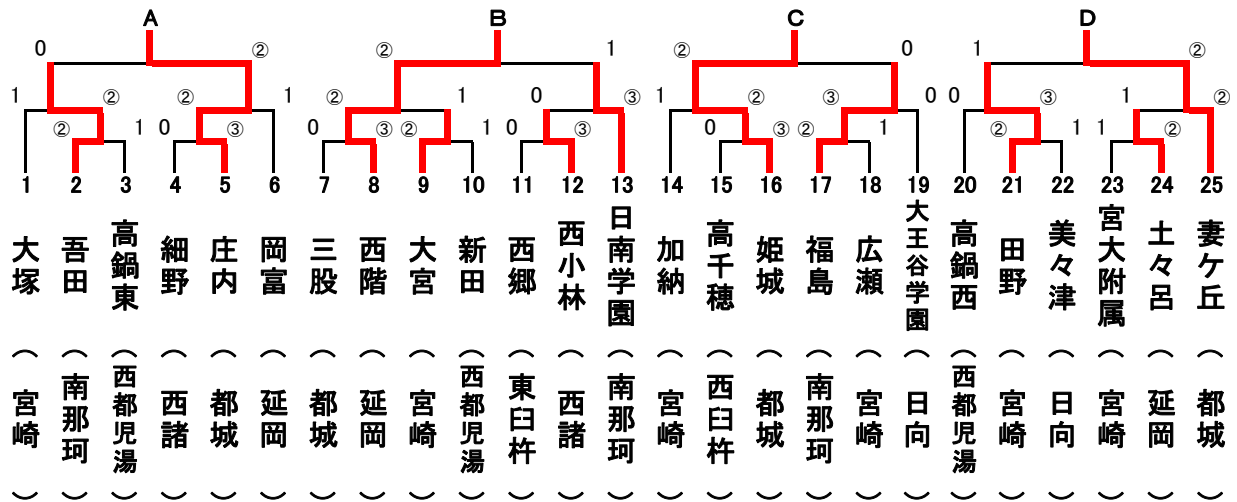 A B C D
0 ② ② 1 ② 0 1 ②
1 ② ② 1 ② 1 0 ③ 1 ② ③ 0 0 ③ 1 ②
② 1 0 ③ 0 ③ ② 1 0 ② 0 ③ ② 1 ② 1 1 ②
1 2 3 4 5 6 7 8 9 10 11 12 13 14 15 16 17 18 19 20 21 22 23 24 25
大塚
吾田
高鍋東
細野
庄内
岡富
三股
西階
大宮
新田
西郷
西小林
日南学園
加納
高千穂
姫城
福島
広瀬
大王谷学園
高鍋西
田野
美々津
宮大附属
土々呂
妻ケ丘
（宮崎）
（南那珂）
（西都児湯）
（西諸）
（都城）
（延岡）
（都城）
（延岡）
（宮崎）
（西都児湯）
（東臼杵）
（西諸）
（南那珂）
（宮崎）
（西臼杵）
（都城）
（南那珂）
（宮崎）
（日向）
（西都児湯）
（宮崎）
（日向）
（宮崎）
（延岡）
（都城）